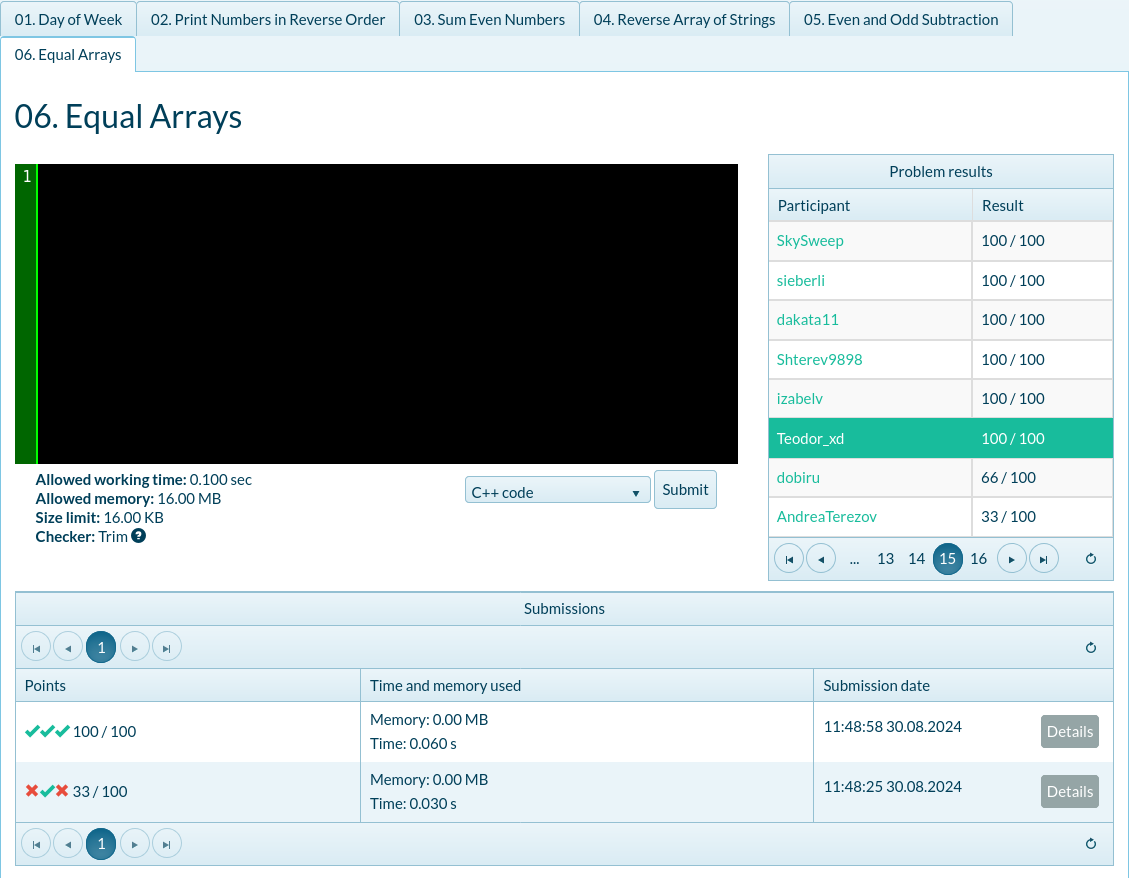 01. Day of Week
02. Print Numbers in Reverse Order
03. Sum Even Numbers
04. Reverse Array of Strings
05. Even and Odd Subtraction
06. Equal Arrays
06. Equal Arrays
1
Allowed working time: 0.100 sec
Allowed memory: 16.00 MB
Size limit: 16.00 KB
Checker: Trim ?
C++ code
Submit
Problem results
Participant Result
SkySweep 100 / 100
sieberli 100 / 100
dakata11 100 / 100
Shterev9898 100 / 100
izabelv 100 / 100
Teodor_xd 100 / 100
dobiru 66 / 100
AndreaTerezov 33 / 100
... 13 14 15 16
Submissions
1
Points Time and memory used Submission date
100 / 100 Memory: 0.00 MB 11:48:58 30.08.2024 Details
Time: 0.060 s
33 / 100 Memory: 0.00 MB 11:48:25 30.08.2024 Details
Time: 0.030 s
1